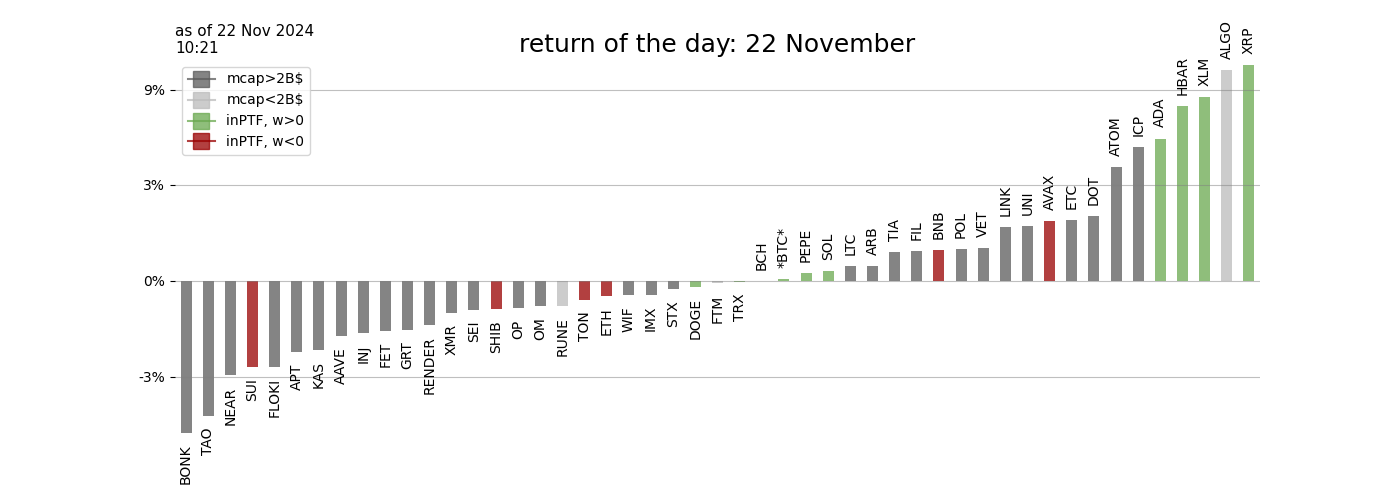 as of 22 Nov 2024
10:21
return of the day: 22 November
mcap>2B$
mcap<2B$
inPTF, w>0
inPTF, w<0
9%
3%
0%
-3%
BONK
TAO
NEAR
SUI
FLOKI
APT
KAS
AAVE
INJ
FET
GRT
RENDER
XMR
SEI
SHIB
OP
OM
RUNE
TON
ETH
WIF
IMX
STX
DOGE
FTM
TRX
BCH
*BTC*
PEPE
SOL
LTC
ARB
TIA
FIL
BNB
POL
VET
LINK
UNI
AVAX
ETC
DOT
ATOM
ICP
ADA
HBAR
XLM
ALGO
XRP